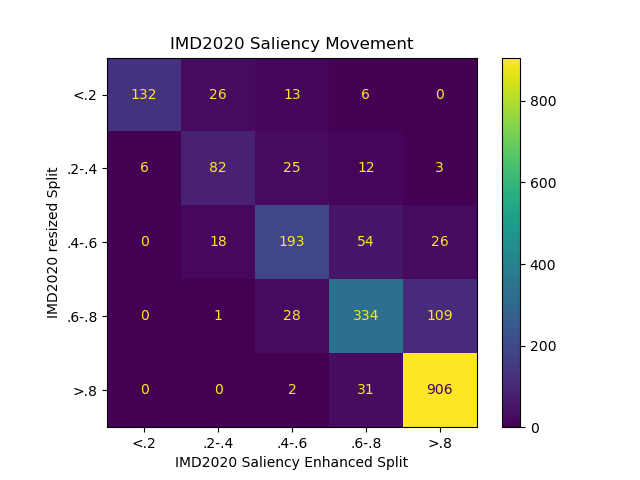 IMD2020 Saliency Movement
<.2 132 26 13 6 0
.2-.4 6 82 25 12 3
.4-.6 0 18 193 54 26
.6-.8 0 1 28 334 109
>.8 0 0 2 31 906
<.2 .2-.4 .4-.6 .6-.8 >.8
IMD2020 Saliency Enhanced Split
IMD2020 resized Split
800
600
400
200
0